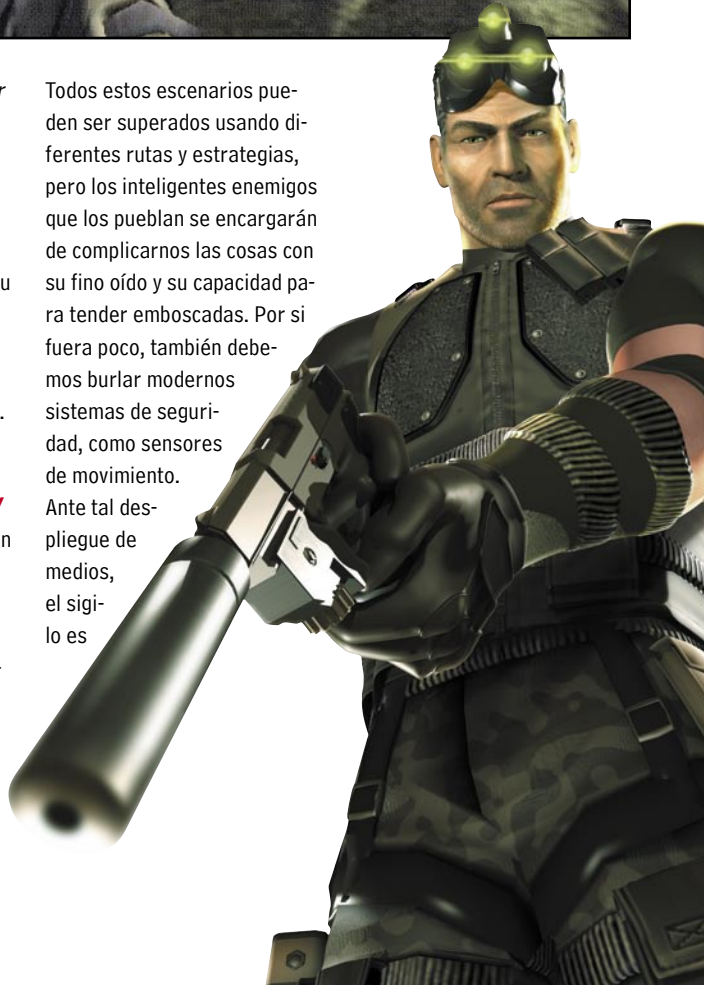 r
u
.
y
n
Todos estos escenarios pue-
den ser superados usando di-
ferentes rutas y estrategias,
pero los inteligentes enemigos
que los pueblan se encargarán
de complicarnos las cosas con
su fino oído y su capacidad pa-
ra tender emboscadas. Por si
fuera poco, también debe-
mos burlar modernos
sistemas de seguri-
dad, como sensores
de movimiento.
Ante tal des-
pliegue de
medios,
el sigi-
lo es